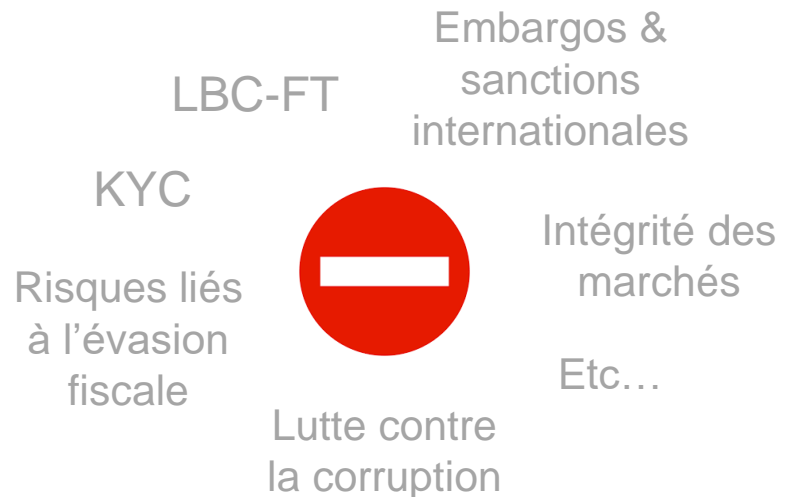 Embargos &
sanctions
internationales
LBC-FT
KYC
Intégrité des
marchés
Risques liés
à l’évasion
fiscale
Etc…
Lutte contre
la corruption